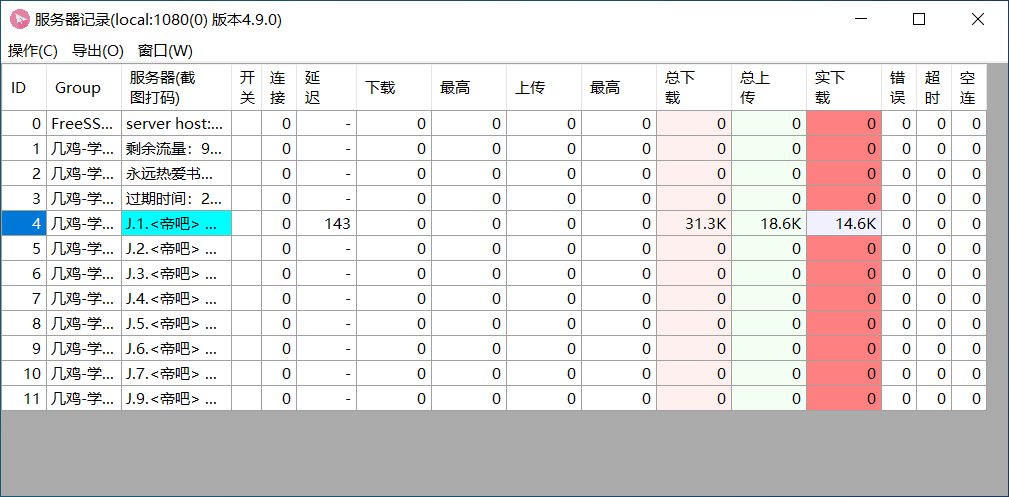 服务器记录(local:1080(0) 版本4.9.0)
操作(C) 导出(O) 窗口(W)
ID Group 服务器(截图打码) 开关 连接 延迟 下载 最高 上传 最高 总下载 总上传 实下载 错误 超时 空连
0 FreeSS... server host:... 0 - 0 0 0 0 0 0 0 0 0 0
1 几鸡-学... 剩余流量：9... 0 - 0 0 0 0 0 0 0 0 0 0
2 几鸡-学... 永远热爱书... 0 - 0 0 0 0 0 0 0 0 0 0
3 几鸡-学... 过期时间：2... 0 - 0 0 0 0 0 0 0 0 0 0
4 几鸡-学... J.1.<帝吧> ... 0 143 0 0 0 0 31.3K 18.6K 14.6K 0 0 0
5 几鸡-学... J.2.<帝吧> ... 0 - 0 0 0 0 0 0 0 0 0 0
6 几鸡-学... J.3.<帝吧> ... 0 - 0 0 0 0 0 0 0 0 0 0
7 几鸡-学... J.4.<帝吧> ... 0 - 0 0 0 0 0 0 0 0 0 0
8 几鸡-学... J.5.<帝吧> ... 0 - 0 0 0 0 0 0 0 0 0 0
9 几鸡-学... J.6.<帝吧> ... 0 - 0 0 0 0 0 0 0 0 0 0
10 几鸡-学... J.7.<帝吧> ... 0 - 0 0 0 0 0 0 0 0 0 0
11 几鸡-学... J.9.<帝吧> ... 0 - 0 0 0 0 0 0 0 0 0 0